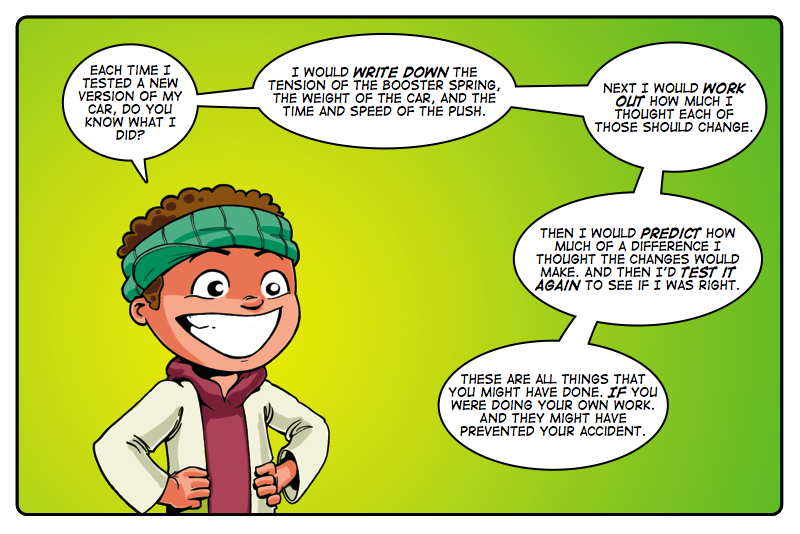 EACH TIME I
TESTED A NEW
VERSION OF MY
CAR, DO YOU
KNOW WHAT I
DID?
I WOULD WRITE DOWN THE
TENSION OF THE BOOSTER SPRING,
THE WEIGHT OF THE CAR, AND THE
TIME AND SPEED OF THE PUSH.
NEXT I WOULD WORK
OUT HOW MUCH I
THOUGHT EACH OF
THOSE SHOULD CHANGE.
THEN I WOULD PREDICT HOW
MUCH OF A DIFFERENCE I
THOUGHT THE CHANGES WOULD
MAKE. AND THEN I'D TEST IT
AGAIN TO SEE IF I WAS RIGHT.
THESE ARE ALL THINGS THAT
YOU MIGHT HAVE DONE. IF YOU
WERE DOING YOUR OWN WORK.
AND THEY MIGHT HAVE
PREVENTED YOUR ACCIDENT.